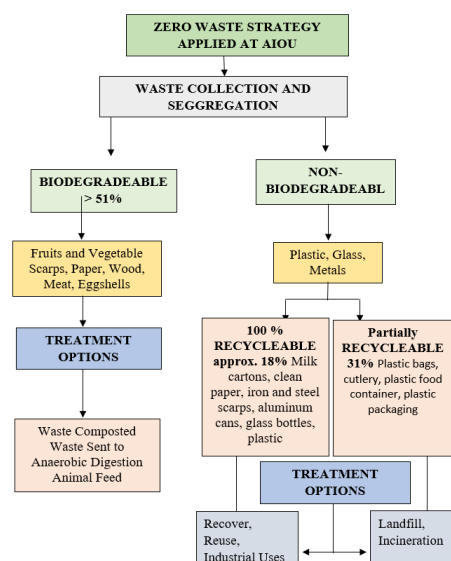 ZERO WASTE STRATEGY
APPLIED AT AIOU
WASTE COLLECTION AND
SEGGREGATION
BIODEGRADEABLE
> 51%
NON-
BIODEGRADEABL
Fruits and Vegetable
Scarps, Paper, Wood,
Meat, Eggshells
Plastic, Glass,
Metals
TREATMENT
OPTIONS
100 %
RECYCLEABLE
approx. 18% Milk
cartons, clean
paper, iron and steel
scarps, aluminum
cans, glass bottles,
plastic
Partially
RECYCLEABLE
31% Plastic bags,
cutlery, plastic food
container, plastic
packaging
Waste Composted
Waste Sent to
Anaerobic Digestion
Animal Feed
TREATMENT
OPTIONS
Recover,
Reuse,
Industrial Uses
Landfill,
Incineration